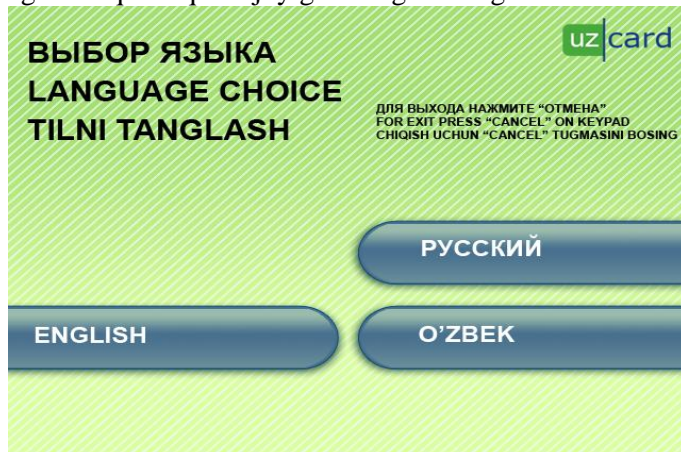 ВЫБОР ЯЗЫКА
LANGUAGE CHOICE
TILNI TANGLASH
uzcard
ДЛЯ ВЫХОДА НАЖМИТЕ “ОТМЕНА”
FOR EXIT PRESS “CANCEL” ON KEYPAD
CHIQISH UCHUN “CANCEL” TUGMASINI BOSING
РУССКИЙ
ENGLISH
O’ZBEK